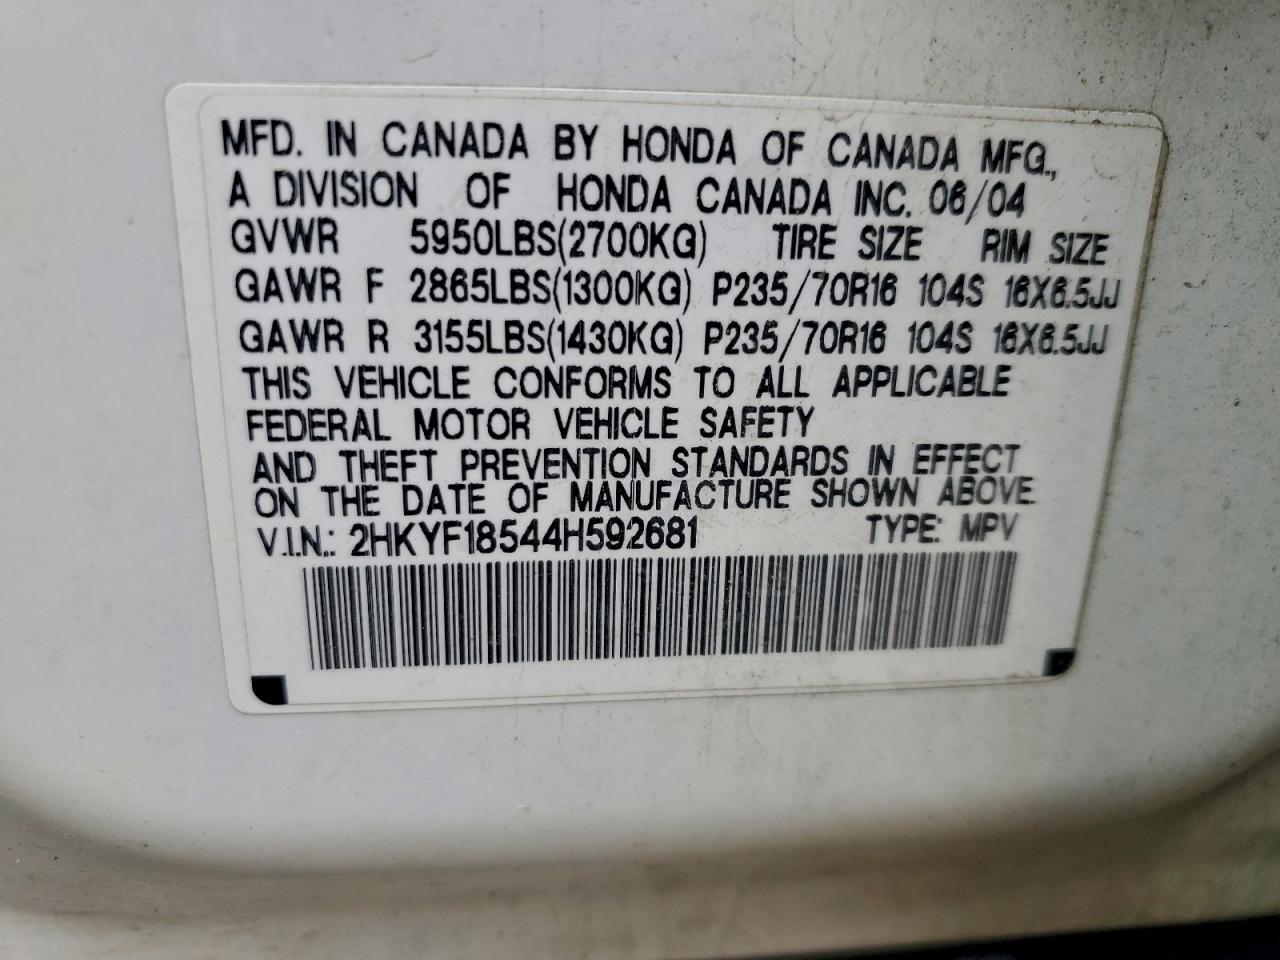 MFD. IN CANADA BY HONDA OF CANADA MFG.,
A DIVISION OF HONDA CANADA INC. 06/04
GVWR 5950LBS(2700KG) TIRE SIZE RIM SIZE
GAWR F 2865LBS(1300KG) P235/70R16 104S 16X6.5JJ
GAWR R 3155LBS(1430KG) P235/70R16 104S 16X6.5JJ
THIS VEHICLE CONFORMS TO ALL APPLICABLE
FEDERAL MOTOR VEHICLE SAFETY
AND THEFT PREVENTION STANDARDS IN EFFECT
ON THE DATE OF MANUFACTURE SHOWN ABOVE.
V.I.N.: 2HKYF18544H592681 TYPE: MPV